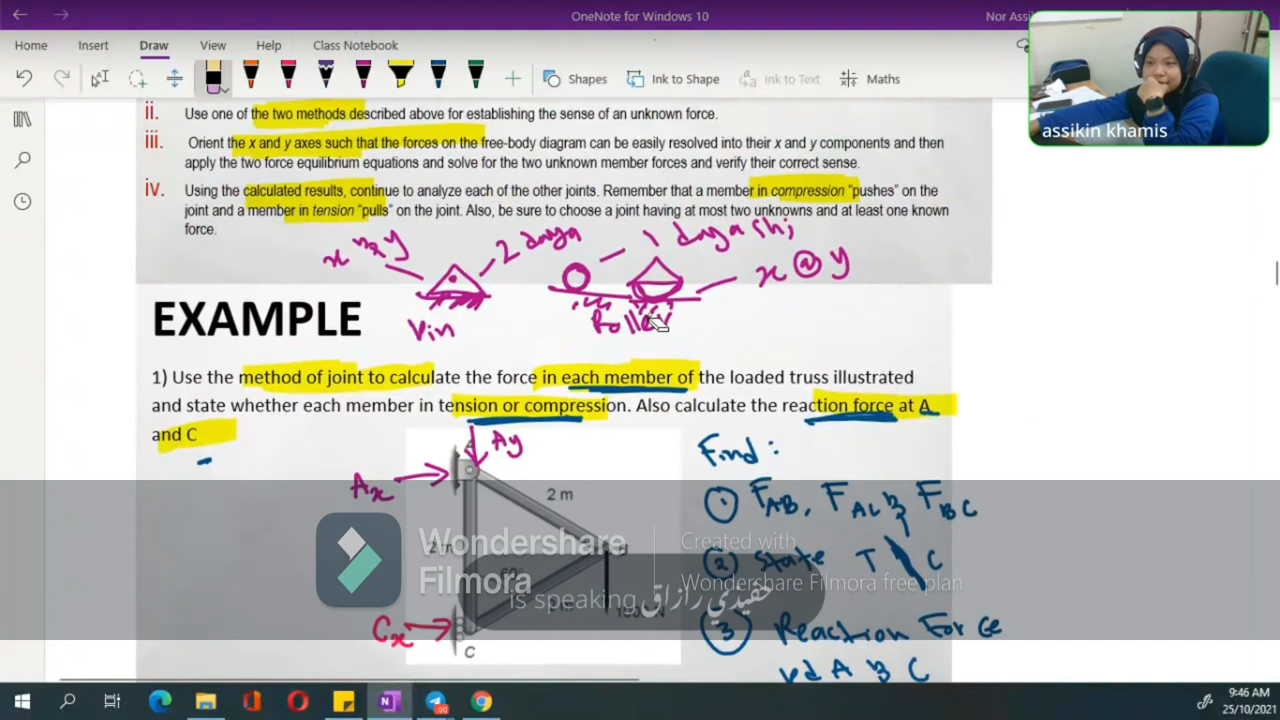 OneNote for Windows 10
Nor Assi
Home Insert Draw View Help Class Notebook
Shapes Ink to Shape Ink to Text Maths
assikin khamis
ii. Use one of the two methods described above for establishing the sense of an unknown force.
iii. Orient the x and y axes such that the forces on the free-body diagram can be easily resolved into their x and y components and then
apply the two force equilibrium equations and solve for the two unknown member forces and verify their correct sense.
iv. Using the calculated results, continue to analyze each of the other joints. Remember that a member in compression “pushes” on the
joint and a member in tension “pulls” on the joint. Also, be sure to choose a joint having at most two unknowns and at least one known
force.
2 daya
1 daya shj
x @ y
Pin
Roller
EXAMPLE
1) Use the method of joint to calculate the force in each member of the loaded truss illustrated
and state whether each member in tension or compression. Also calculate the reaction force at A
and C
Ay
Ax
2 m
2 m
60°
Cx
C
Find :
① FAB, FAC & FBC
② State T / C
③ Reaction Force
A & C
Wondershare
Filmora
Created with
Wondershare Filmora free plan
is speaking
9:46 AM
25/10/2021